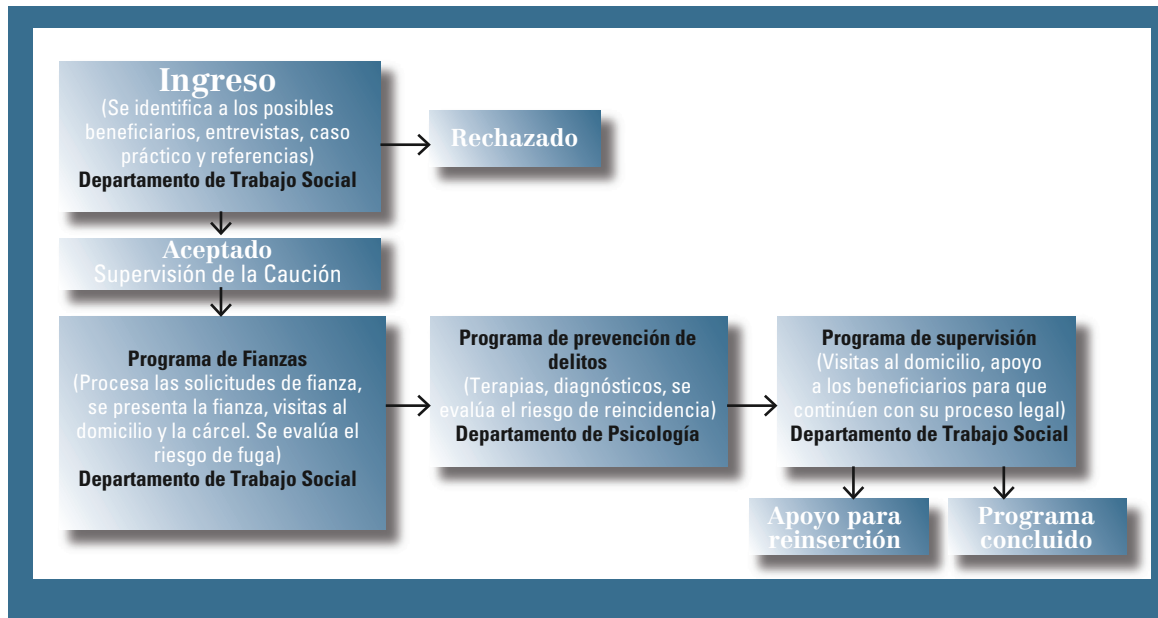 Ingreso
(Se identifica a los posibles
beneficiarios, entrevistas, caso
práctico y referencias)
Departamento de Trabajo Social
Rechazado
Aceptado
Supervisión de la Caución
Programa de Fianzas
(Procesa las solicitudes de fianza,
se presenta la fianza, visitas al
domicilio y la cárcel. Se evalúa el
riesgo de fuga)
Departamento de Trabajo Social
Programa de prevención de
delitos
(Terapias, diagnósticos, se
evalúa el riesgo de reincidencia)
Departamento de Psicología
Programa de supervisión
(Visitas al domicilio, apoyo
a los beneficiarios para que
continúen con su proceso legal)
Departamento de Trabajo Social
Apoyo para
reinserción
Programa
concluido